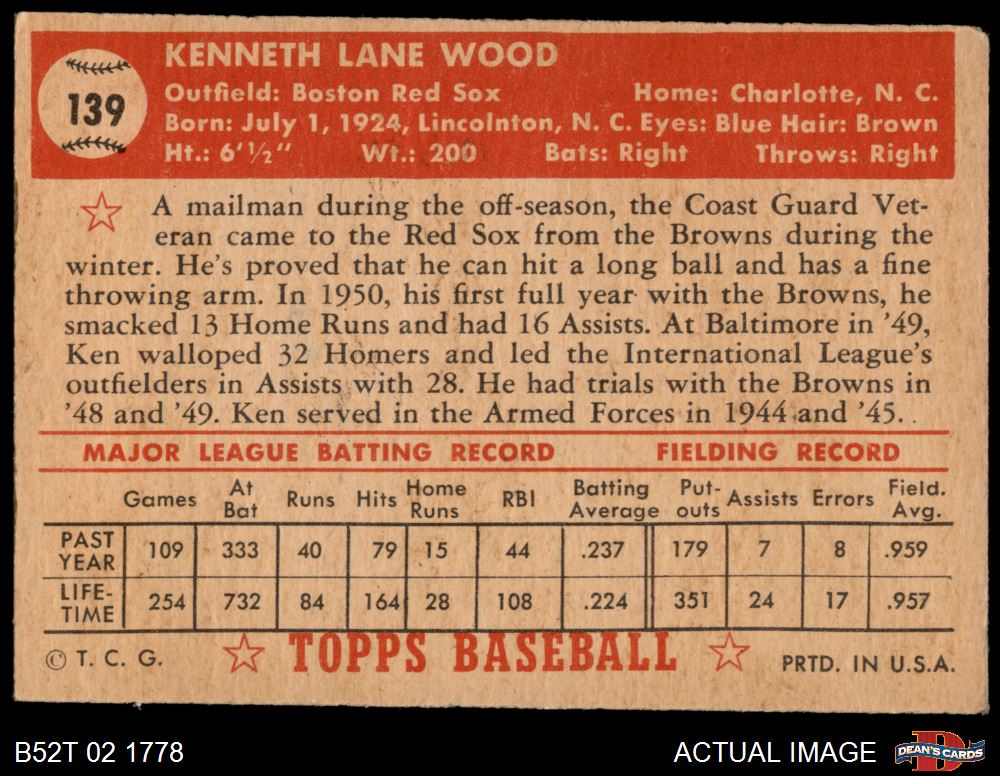 139
KENNETH LANE WOOD
Outfield: Boston Red Sox Home: Charlotte, N. C.
Born: July 1, 1924, Lincolnton, N. C. Eyes: Blue Hair: Brown
Ht.: 6' ½" Wt.: 200 Bats: Right Throws: Right
A mailman during the off-season, the Coast Guard Vet-
eran came to the Red Sox from the Browns during the
winter. He's proved that he can hit a long ball and has a fine
throwing arm. In 1950, his first full year with the Browns, he
smacked 13 Home Runs and had 16 Assists. At Baltimore in '49,
Ken walloped 32 Homers and led the International League's
outfielders in Assists with 28. He had trials with the Browns in
'48 and '49. Ken served in the Armed Forces in 1944 and '45.
MAJOR LEAGUE BATTING RECORD FIELDING RECORD
Games At Bat Runs Hits Home Runs RBI Batting Average Put-outs Assists Errors Field. Avg.
PAST YEAR 109 333 40 79 15 44 .237 179 7 8 .959
LIFE-TIME 254 732 84 164 28 108 .224 351 24 17 .957
© T. C. G. TOPPS BASEBALL PRTD. IN U.S.A.
B52T 02 1778 ACTUAL IMAGE DEAN'S CARDS